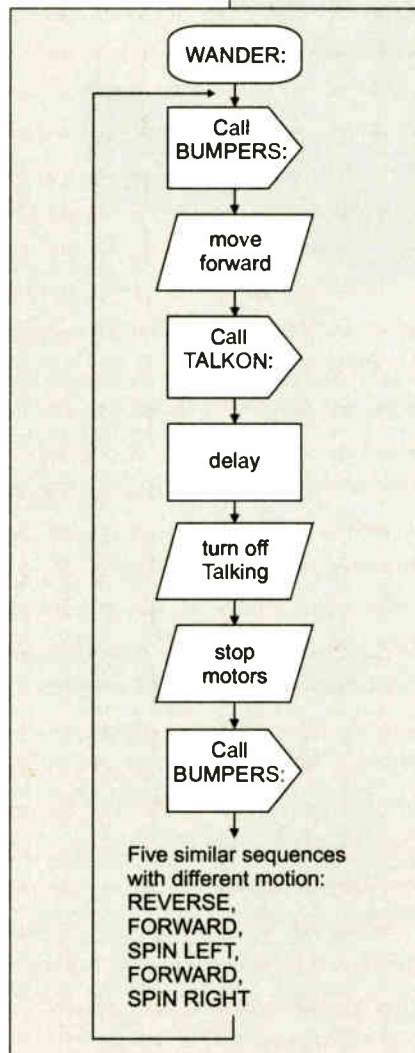 WANDER:
Call
BUMPERS:
move
forward
Call
TALKON:
delay
turn off
Talking
stop
motors
Call
BUMPERS:
Five similar sequences
with different motion:
REVERSE,
FORWARD,
SPIN LEFT,
FORWARD,
SPIN RIGHT